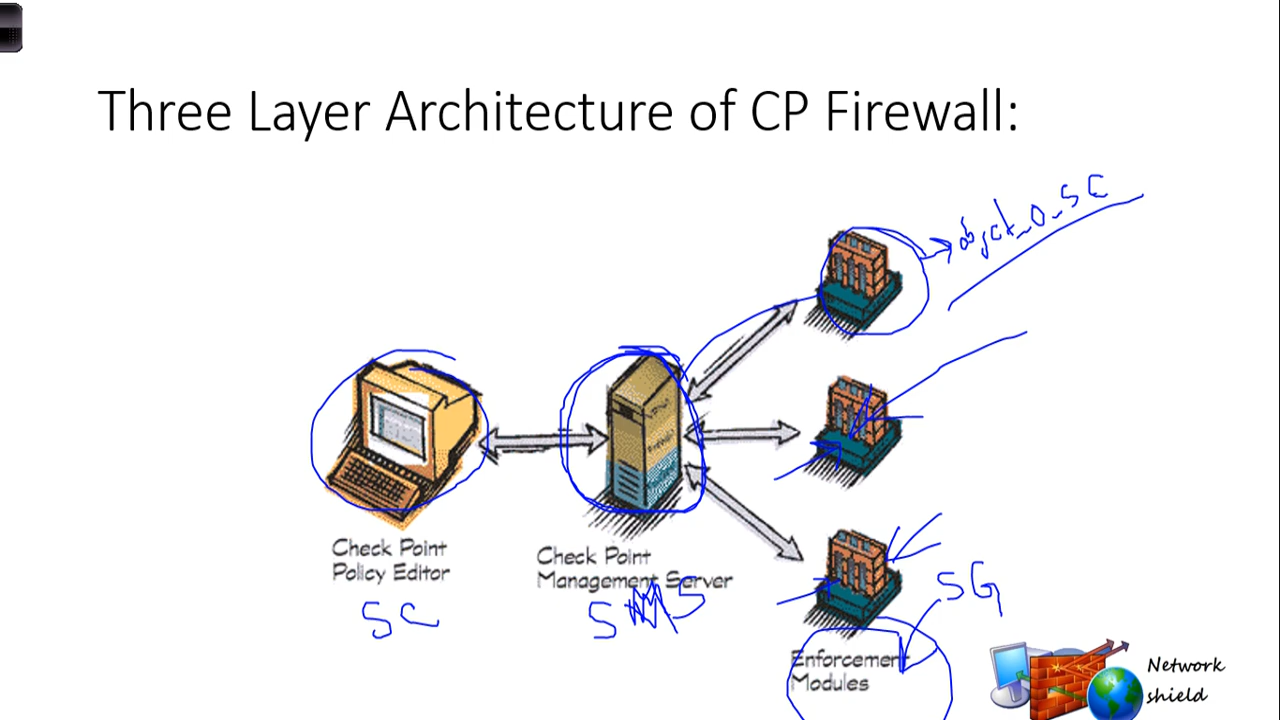 Three Layer Architecture of CP Firewall:
Check Point
Policy Editor
SC
Check Point
Management Server
SMS
SG
Enforcement
Modules
Network
shield